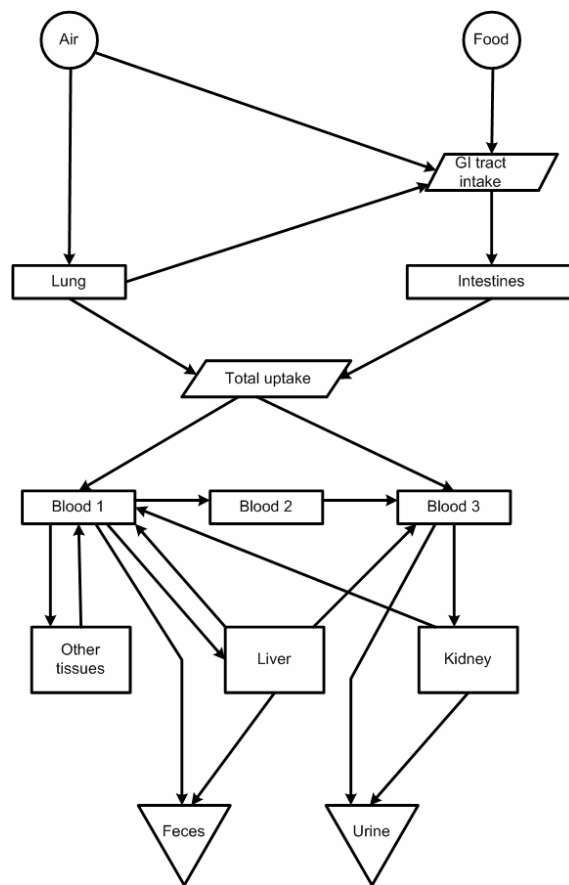 Air
Food
GI tract
intake
Lung
Intestines
Total uptake
Blood 1
Blood 2
Blood 3
Other
tissues
Liver
Kidney
Feces
Urine